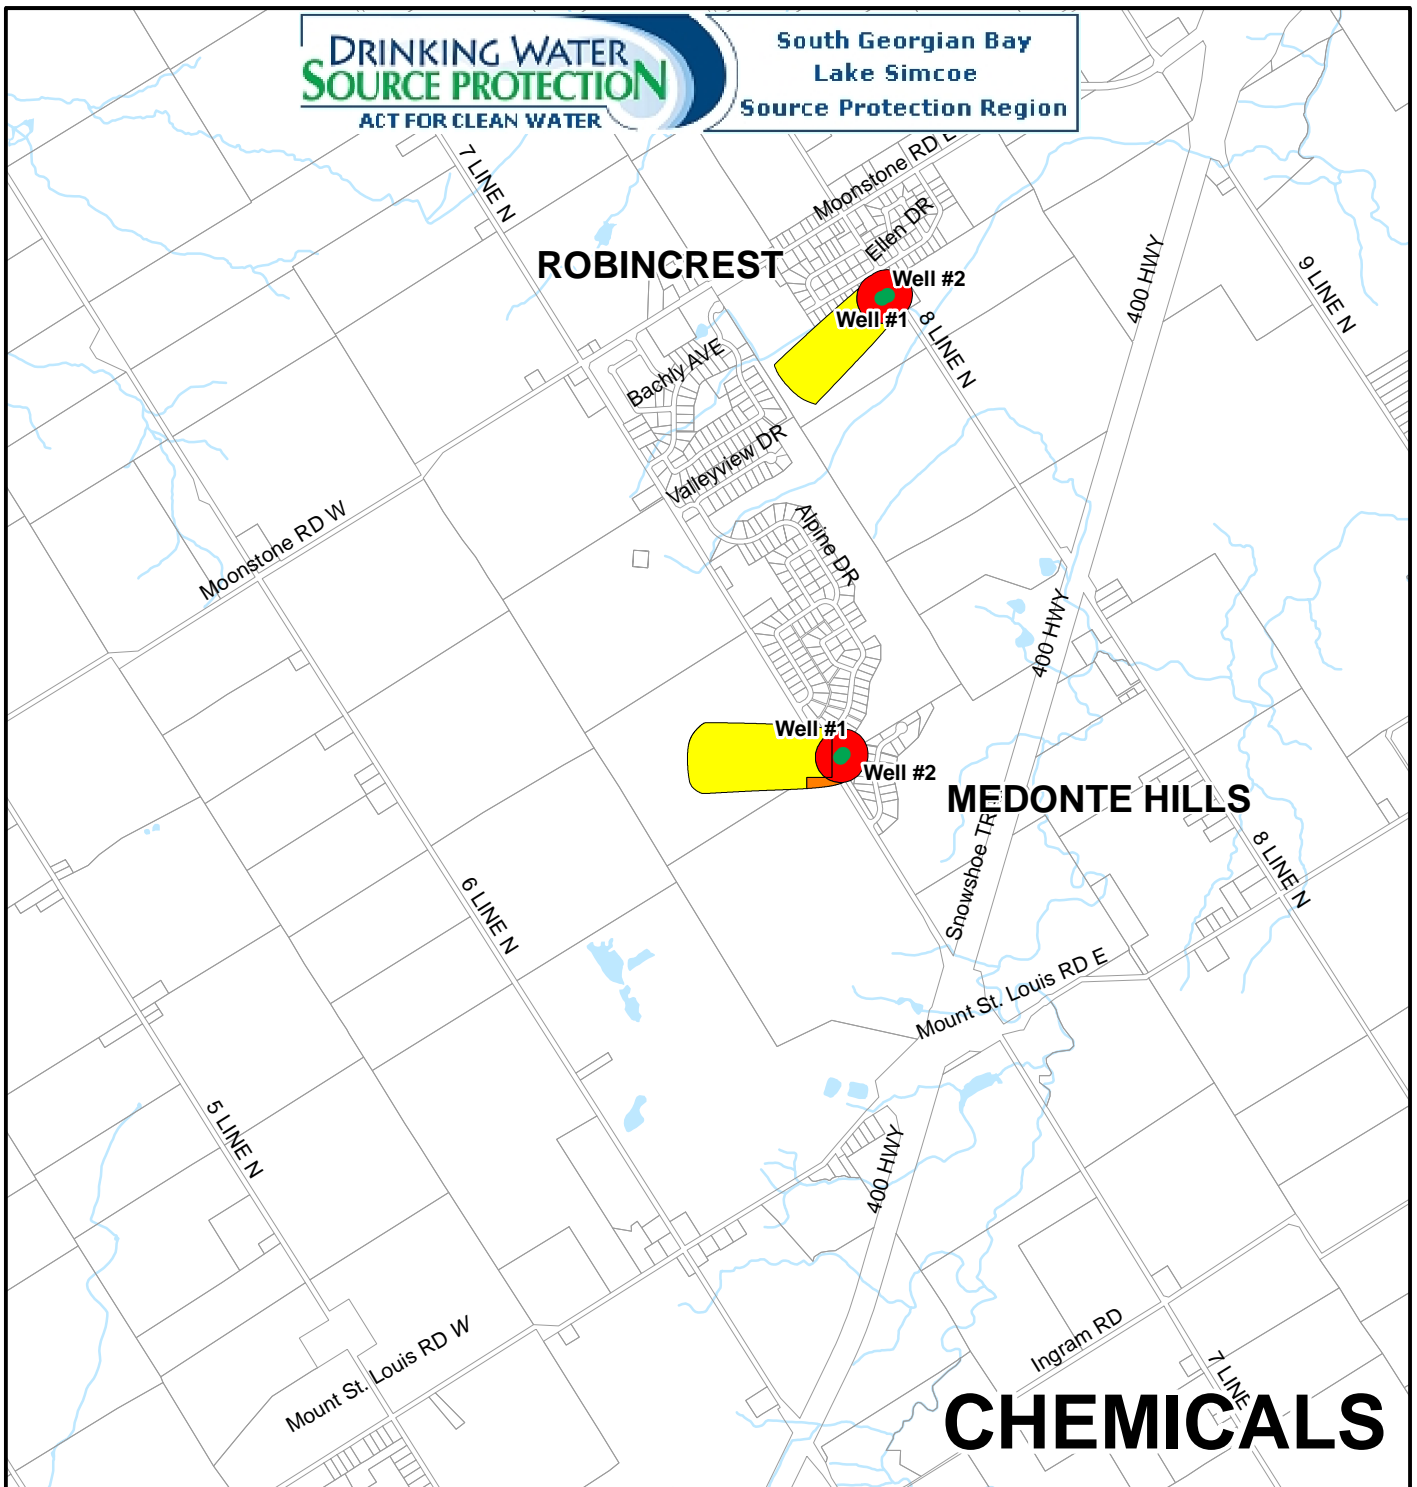 DRINKING WATER
SOURCE PROTECTION
ACT FOR CLEAN WATER
South Georgian Bay
Lake Simcoe
Source Protection Region
7 LINE N
Moonstone RD E
Ellen DR
ROBINCREST
Well #2
Well #1
400 HWY
9 LINE N
8 LINE N
Bachly AVE
Valleyview DR
Alpine DR
Moonstone RD W
400 HWY
Well #1
Well #2
MEDONTE HILLS
Snowshoe TR
8 LINE N
6 LINE N
Mount St. Louis RD E
5 LINE N
400 HWY
Mount St. Louis RD W
Ingram RD
7 LINE
CHEMICALS